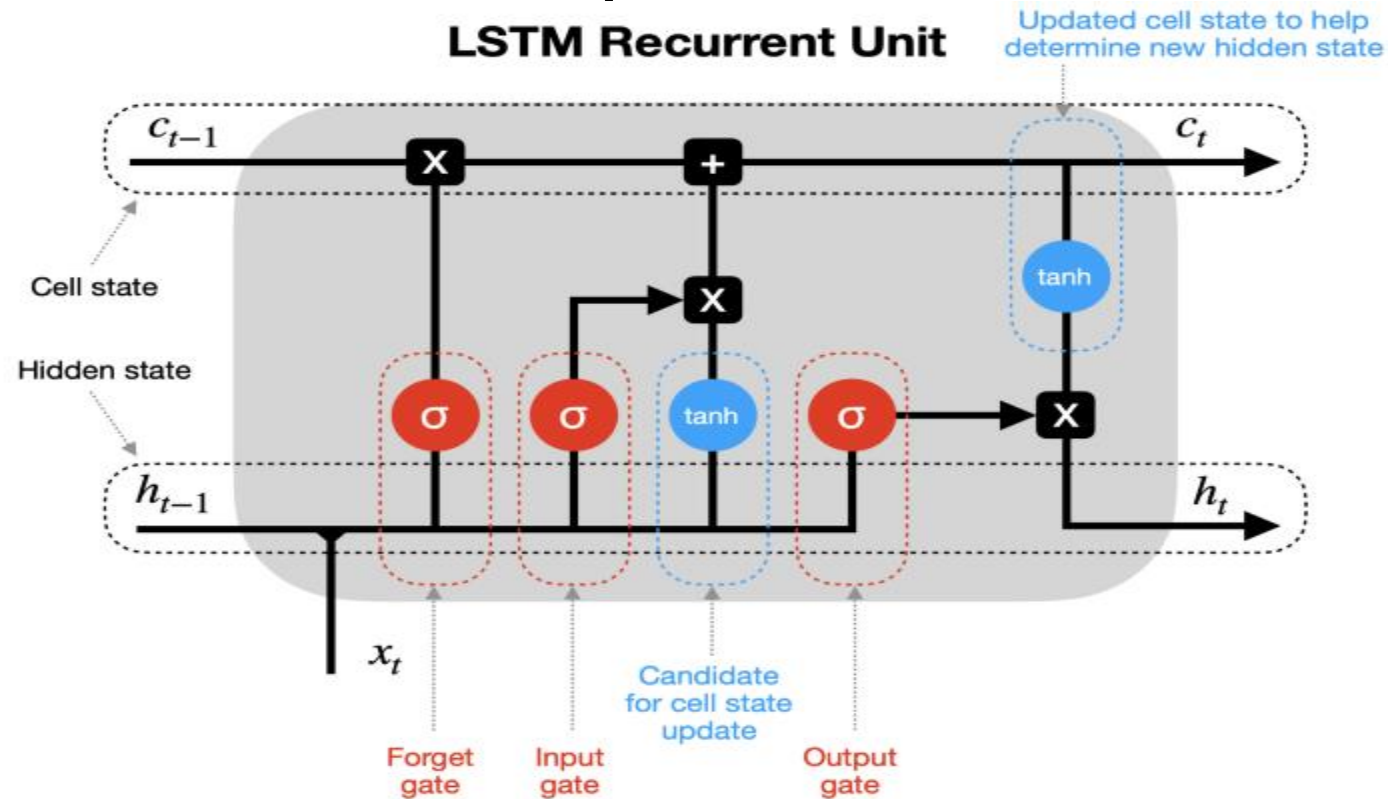 LSTM Recurrent Unit
Updated cell state to help
determine new hidden state
c_{t-1}
c_t
X
+
Cell state
tanh
X
Hidden state
σ
σ
tanh
σ
X
h_{t-1}
h_t
x_t
Candidate
for cell state
update
Forget
gate
Input
gate
Output
gate